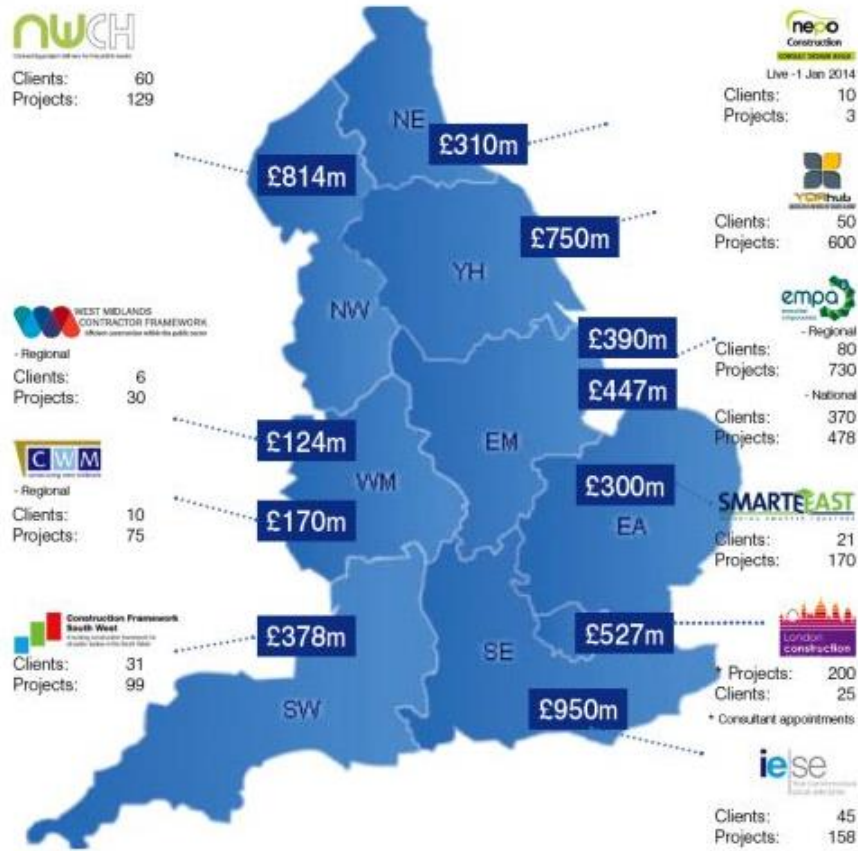 NWCH
Clients: 60
Projects: 129
nepo
Construction
Live -1 Jan 2014
Clients: 10
Projects: 3
NE
£310m
£814m
YORhub
Clients: 50
Projects: 600
£750m
YH
NW
WEST MIDLANDS
CONTRACTOR FRAMEWORK
- Regional
Clients: 6
Projects: 30
empa
- Regional
Clients: 80
Projects: 730
- National
Clients: 370
Projects: 478
£390m
£447m
£124m
EM
WM
CWM
- Regional
Clients: 10
Projects: 75
£170m
£300m
EA
SMARTEEAST
Clients: 21
Projects: 170
Construction Framework
South West
Clients: 31
Projects: 99
£378m
SW
SE
£527m
London
construction
* Projects: 200
Clients: 25
* Consultant appointments
£950m
ie|se
Clients: 45
Projects: 158